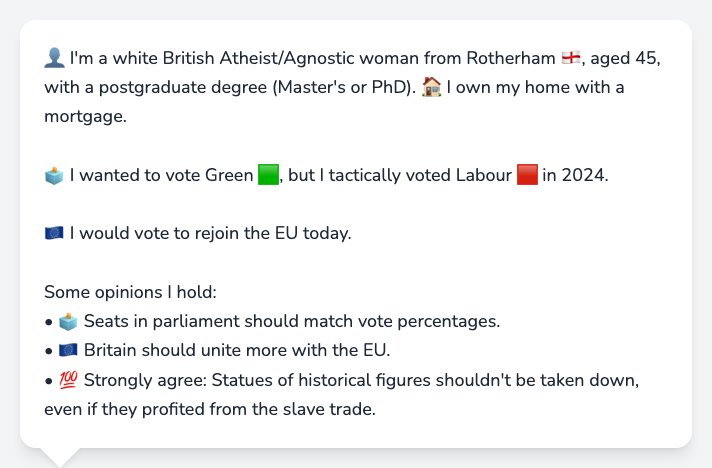 👤 I'm a white British Atheist/Agnostic woman from Rotherham 🏴󠁧󠁢󠁥󠁮󠁧󠁿, aged 45,
with a postgraduate degree (Master's or PhD). 🏠 I own my home with a
mortgage.
🗳️ I wanted to vote Green 🟩, but I tactically voted Labour 🟥 in 2024.
🇪🇺 I would vote to rejoin the EU today.
Some opinions I hold:
• 🗳️ Seats in parliament should match vote percentages.
• 🇪🇺 Britain should unite more with the EU.
• 💯 Strongly agree: Statues of historical figures shouldn't be taken down,
even if they profited from the slave trade.